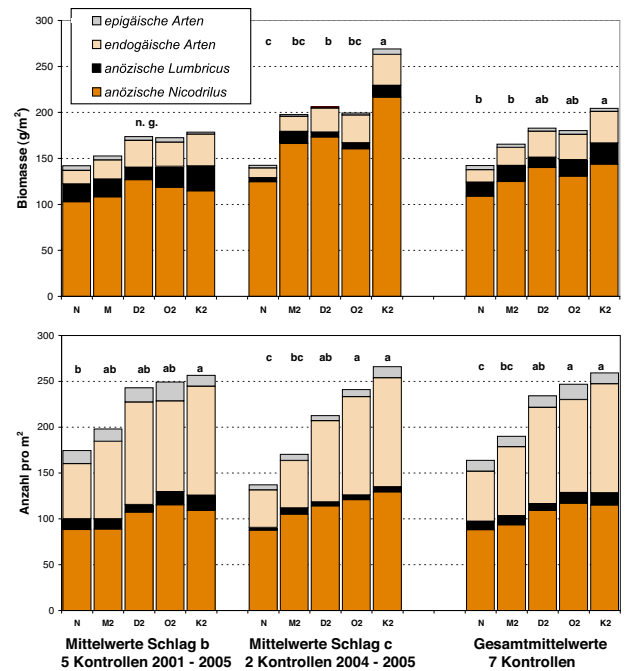 300
250
200
150
100
50
0
Biomasse (g/m²)
epigäische Arten
endogäische Arten
anözische Lumbricus
anözische Nicodrilus
n. g.
c bc b bc a
b b ab ab a
N M D2 O2 K2
N M2 D2 O2 K2
N M2 D2 O2 K2
300
250
200
150
100
50
0
Anzahl pro m²
b ab ab ab a
c bc ab a a
c bc ab a a
N M2 D2 O2 K2
N M2 D2 O2 K2
N M2 D2 O2 K2
Mittelwerte Schlag b
5 Kontrollen 2001 - 2005
Mittelwerte Schlag c
2 Kontrollen 2004 - 2005
Gesamtmittelwerte
7 Kontrollen